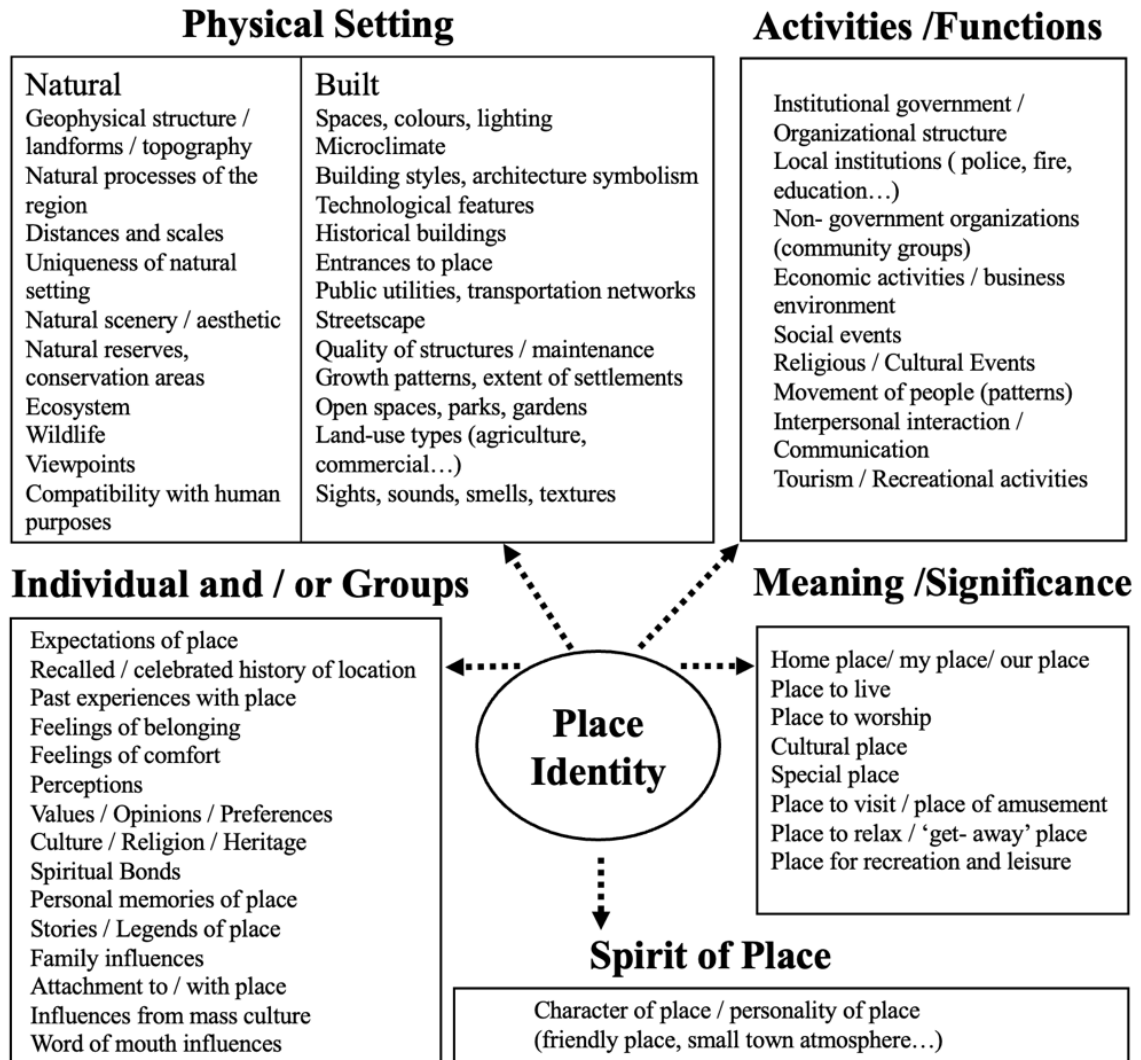 Physical Setting
Natural
Geophysical structure /
landforms / topography
Natural processes of the
region
Distances and scales
Uniqueness of natural
setting
Natural scenery / aesthetic
Natural reserves,
conservation areas
Ecosystem
Wildlife
Viewpoints
Compatibility with human
purposes
Built
Spaces, colours, lighting
Microclimate
Building styles, architecture symbolism
Technological features
Historical buildings
Entrances to place
Public utilities, transportation networks
Streetscape
Quality of structures / maintenance
Growth patterns, extent of settlements
Open spaces, parks, gardens
Land-use types (agriculture,
commercial…)
Sights, sounds, smells, textures
Activities /Functions
Institutional government /
Organizational structure
Local institutions ( police, fire,
education…)
Non- government organizations
(community groups)
Economic activities / business
environment
Social events
Religious / Cultural Events
Movement of people (patterns)
Interpersonal interaction /
Communication
Tourism / Recreational activities
Individual and / or Groups
Expectations of place
Recalled / celebrated history of location
Past experiences with place
Feelings of belonging
Feelings of comfort
Perceptions
Values / Opinions / Preferences
Culture / Religion / Heritage
Spiritual Bonds
Personal memories of place
Stories / Legends of place
Family influences
Attachment to / with place
Influences from mass culture
Word of mouth influences
Place
Identity
Meaning /Significance
Home place/ my place/ our place
Place to live
Place to worship
Cultural place
Special place
Place to visit / place of amusement
Place to relax / ‘get- away’ place
Place for recreation and leisure
Spirit of Place
Character of place / personality of place
(friendly place, small town atmosphere…)